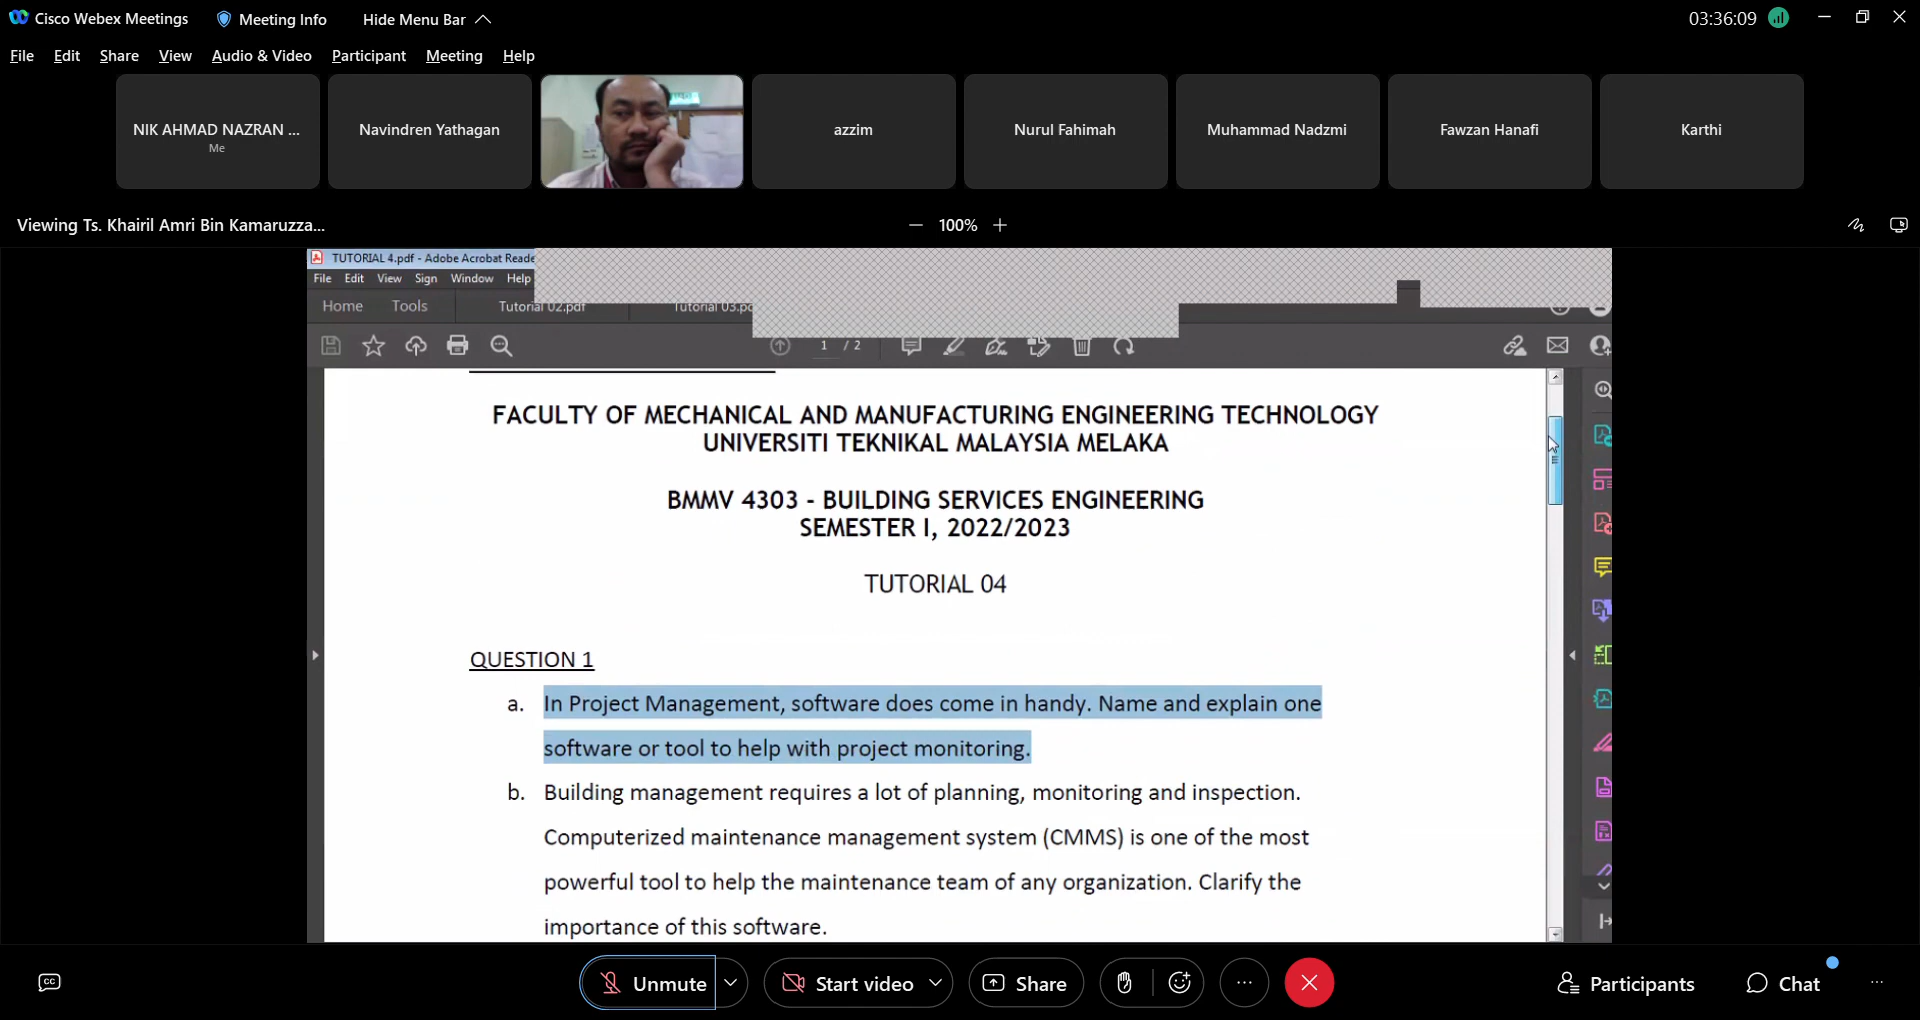 Cisco Webex Meetings
Meeting Info
Hide Menu Bar
03:36:09
File Edit Share View Audio & Video Participant Meeting Help
NIK AHMAD NAZRAN ...
Me
Navindren Yathagan
azzim
Nurul Fahimah
Muhammad Nadzmi
Fawzan Hanafi
Karthi
Viewing Ts. Khairil Amri Bin Kamaruzza...
100%
TUTORIAL 4.pdf - Adobe Acrobat Reade
File Edit View Sign Window Help
Home Tools Tutorial 02.pdf Tutorial 03.pd
1 / 2
FACULTY OF MECHANICAL AND MANUFACTURING ENGINEERING TECHNOLOGY
UNIVERSITI TEKNIKAL MALAYSIA MELAKA
BMMV 4303 - BUILDING SERVICES ENGINEERING
SEMESTER I, 2022/2023
TUTORIAL 04
QUESTION 1
a. In Project Management, software does come in handy. Name and explain one
software or tool to help with project monitoring.
b. Building management requires a lot of planning, monitoring and inspection.
Computerized maintenance management system (CMMS) is one of the most
powerful tool to help the maintenance team of any organization. Clarify the
importance of this software.
CC
Unmute
Start video
Share
Participants
Chat